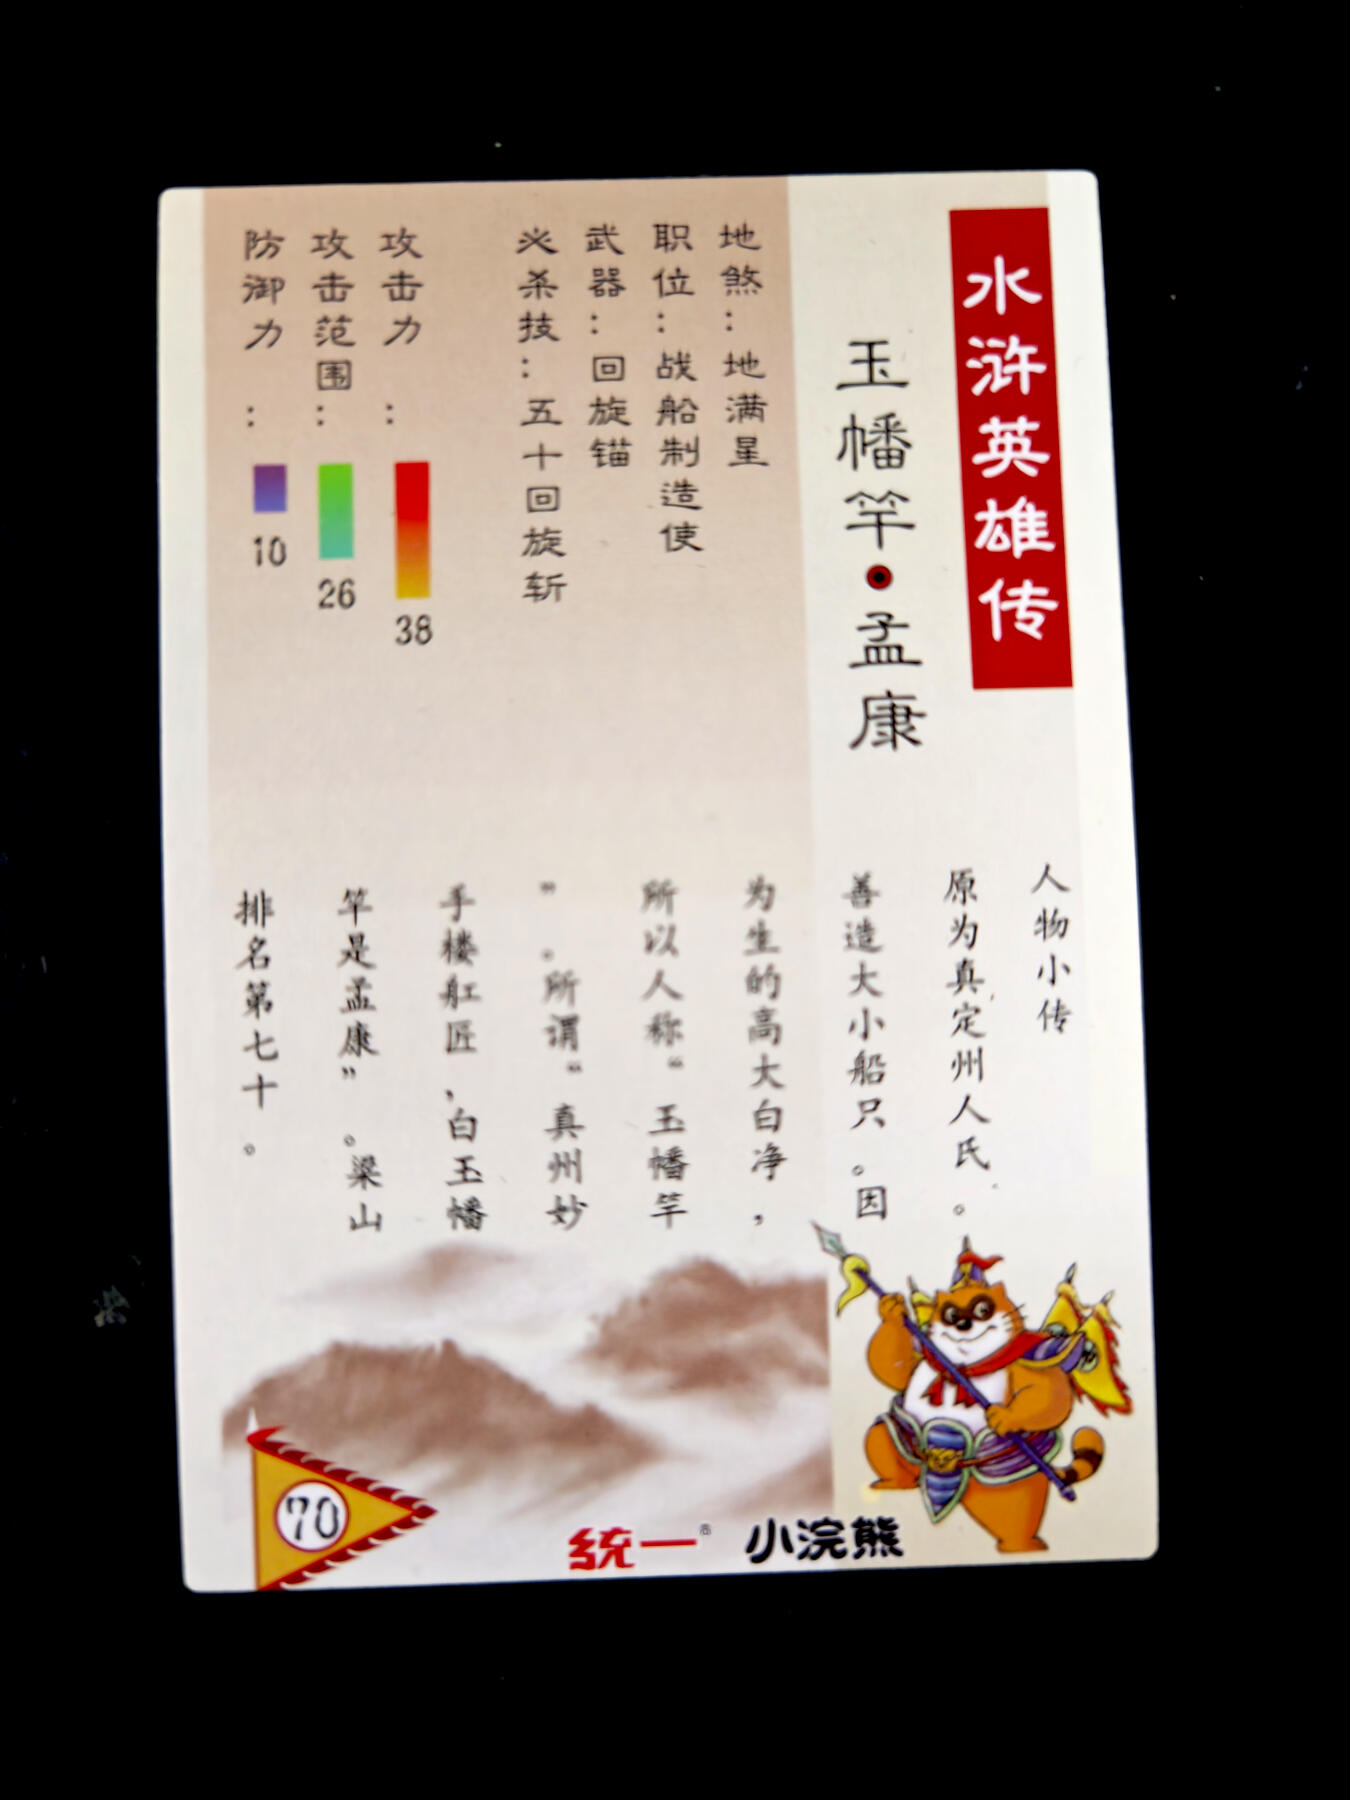 水浒英雄传
玉幡竿·孟康
地煞：地满星
职位：战船制造使
武器：回旋锚
必杀技：五十回旋斩
攻击力：38
攻击范围：26
防御力：10
人物小传
原为真定州人氏。
善造大小船只。因
为生的高大白净，
所以人称“玉幡竿
”。所谓“真州妙
手楼舡匠，白玉幡
竿是孟康”。梁山
排名第七十。
70
统一® 小浣熊